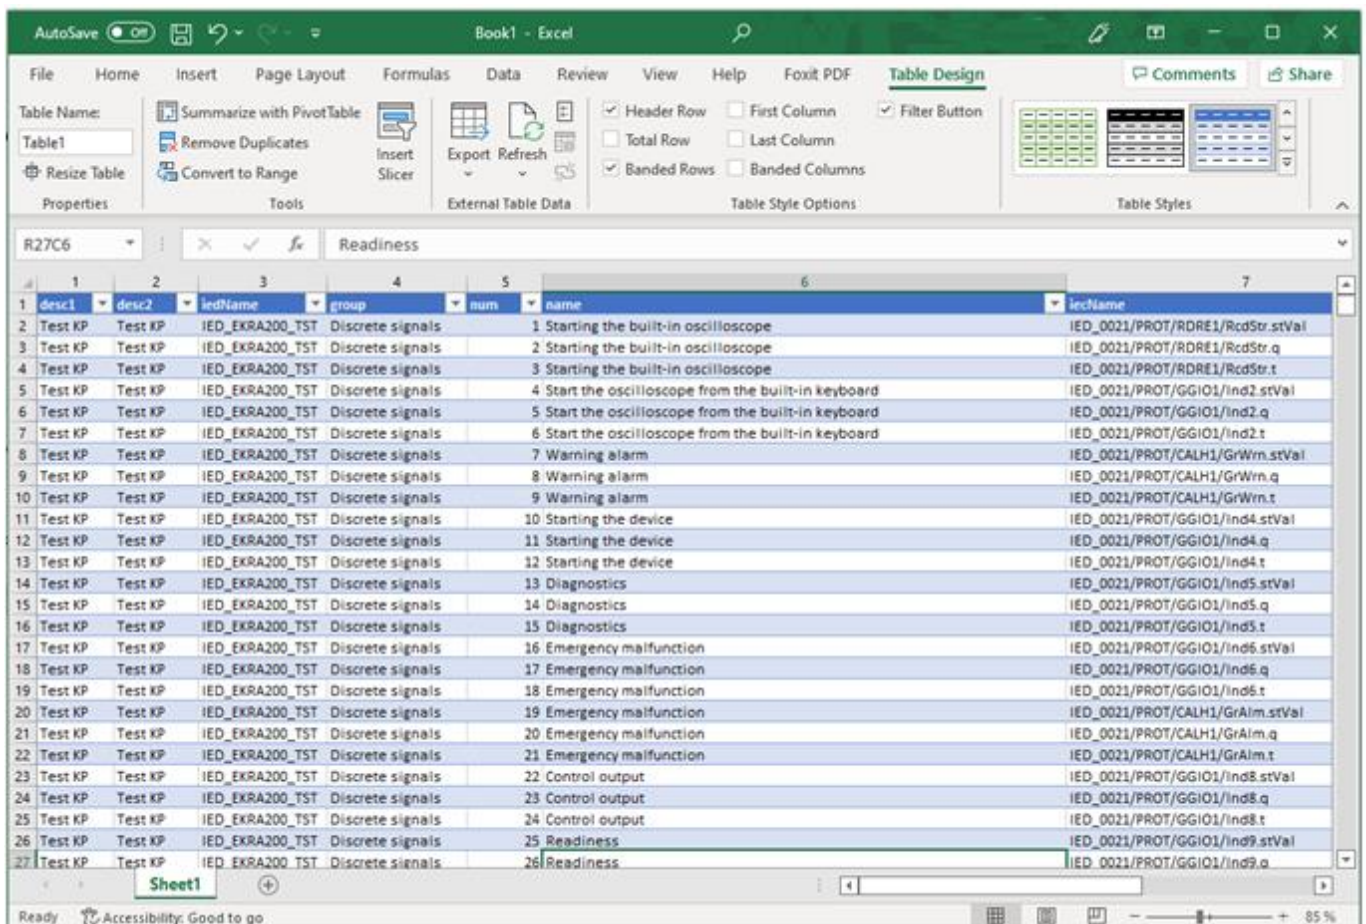 AutoSave Off Book1 - Excel
File Home Insert Page Layout Formulas Data Review View Help Foxit PDF Table Design Comments Share
Table Name: Summarize with PivotTable Header Row First Column Filter Button
Table1 Remove Duplicates Insert Slicer Export Refresh Total Row Last Column
Resize Table Convert to Range Banded Rows Banded Columns
Properties Tools External Table Data Table Style Options Table Styles
R27C6 fx Readiness
1 2 3 4 5 6 7
1 desc1 desc2 iedName group num name iecName
2 Test KP Test KP IED_EKRA200_TST Discrete signals 1 Starting the built-in oscilloscope IED_0021/PROT/RDRE1/RcdStr.stVal
3 Test KP Test KP IED_EKRA200_TST Discrete signals 2 Starting the built-in oscilloscope IED_0021/PROT/RDRE1/RcdStr.q
4 Test KP Test KP IED_EKRA200_TST Discrete signals 3 Starting the built-in oscilloscope IED_0021/PROT/RDRE1/RcdStr.t
5 Test KP Test KP IED_EKRA200_TST Discrete signals 4 Start the oscilloscope from the built-in keyboard IED_0021/PROT/GGIO1/Ind2.stVal
6 Test KP Test KP IED_EKRA200_TST Discrete signals 5 Start the oscilloscope from the built-in keyboard IED_0021/PROT/GGIO1/Ind2.q
7 Test KP Test KP IED_EKRA200_TST Discrete signals 6 Start the oscilloscope from the built-in keyboard IED_0021/PROT/GGIO1/Ind2.t
8 Test KP Test KP IED_EKRA200_TST Discrete signals 7 Warning alarm IED_0021/PROT/CALH1/GrWrn.stVal
9 Test KP Test KP IED_EKRA200_TST Discrete signals 8 Warning alarm IED_0021/PROT/CALH1/GrWrn.q
10 Test KP Test KP IED_EKRA200_TST Discrete signals 9 Warning alarm IED_0021/PROT/CALH1/GrWrn.t
11 Test KP Test KP IED_EKRA200_TST Discrete signals 10 Starting the device IED_0021/PROT/GGIO1/Ind4.stVal
12 Test KP Test KP IED_EKRA200_TST Discrete signals 11 Starting the device IED_0021/PROT/GGIO1/Ind4.q
13 Test KP Test KP IED_EKRA200_TST Discrete signals 12 Starting the device IED_0021/PROT/GGIO1/Ind4.t
14 Test KP Test KP IED_EKRA200_TST Discrete signals 13 Diagnostics IED_0021/PROT/GGIO1/Ind5.stVal
15 Test KP Test KP IED_EKRA200_TST Discrete signals 14 Diagnostics IED_0021/PROT/GGIO1/Ind5.q
16 Test KP Test KP IED_EKRA200_TST Discrete signals 15 Diagnostics IED_0021/PROT/GGIO1/Ind5.t
17 Test KP Test KP IED_EKRA200_TST Discrete signals 16 Emergency malfunction IED_0021/PROT/GGIO1/Ind6.stVal
18 Test KP Test KP IED_EKRA200_TST Discrete signals 17 Emergency malfunction IED_0021/PROT/GGIO1/Ind6.q
19 Test KP Test KP IED_EKRA200_TST Discrete signals 18 Emergency malfunction IED_0021/PROT/GGIO1/Ind6.t
20 Test KP Test KP IED_EKRA200_TST Discrete signals 19 Emergency malfunction IED_0021/PROT/CALH1/GrAlm.stVal
21 Test KP Test KP IED_EKRA200_TST Discrete signals 20 Emergency malfunction IED_0021/PROT/CALH1/GrAlm.q
22 Test KP Test KP IED_EKRA200_TST Discrete signals 21 Emergency malfunction IED_0021/PROT/CALH1/GrAlm.t
23 Test KP Test KP IED_EKRA200_TST Discrete signals 22 Control output IED_0021/PROT/GGIO1/Ind8.stVal
24 Test KP Test KP IED_EKRA200_TST Discrete signals 23 Control output IED_0021/PROT/GGIO1/Ind8.q
25 Test KP Test KP IED_EKRA200_TST Discrete signals 24 Control output IED_0021/PROT/GGIO1/Ind8.t
26 Test KP Test KP IED_EKRA200_TST Discrete signals 25 Readiness IED_0021/PROT/GGIO1/Ind9.stVal
27 Test KP Test KP IED_EKRA200_TST Discrete signals 26 Readiness IED_0021/PROT/GGIO1/Ind9.q
Sheet1
Ready Accessibility: Good to go 85 %